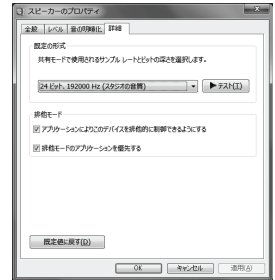 スピーカーのプロパティ
全般 レベル 音の明瞭化 詳細
既定の形式
共有モードで使用されるサンプル レートとビットの深さを選択します。
24 ビット、192000 Hz (スタジオの音質)
▶テスト(T)
排他モード
アプリケーションによりこのデバイスを排他的に制御できるようにする
排他モードのアプリケーションを優先する
既定値に戻す(D)
OK キャンセル 適用(A)